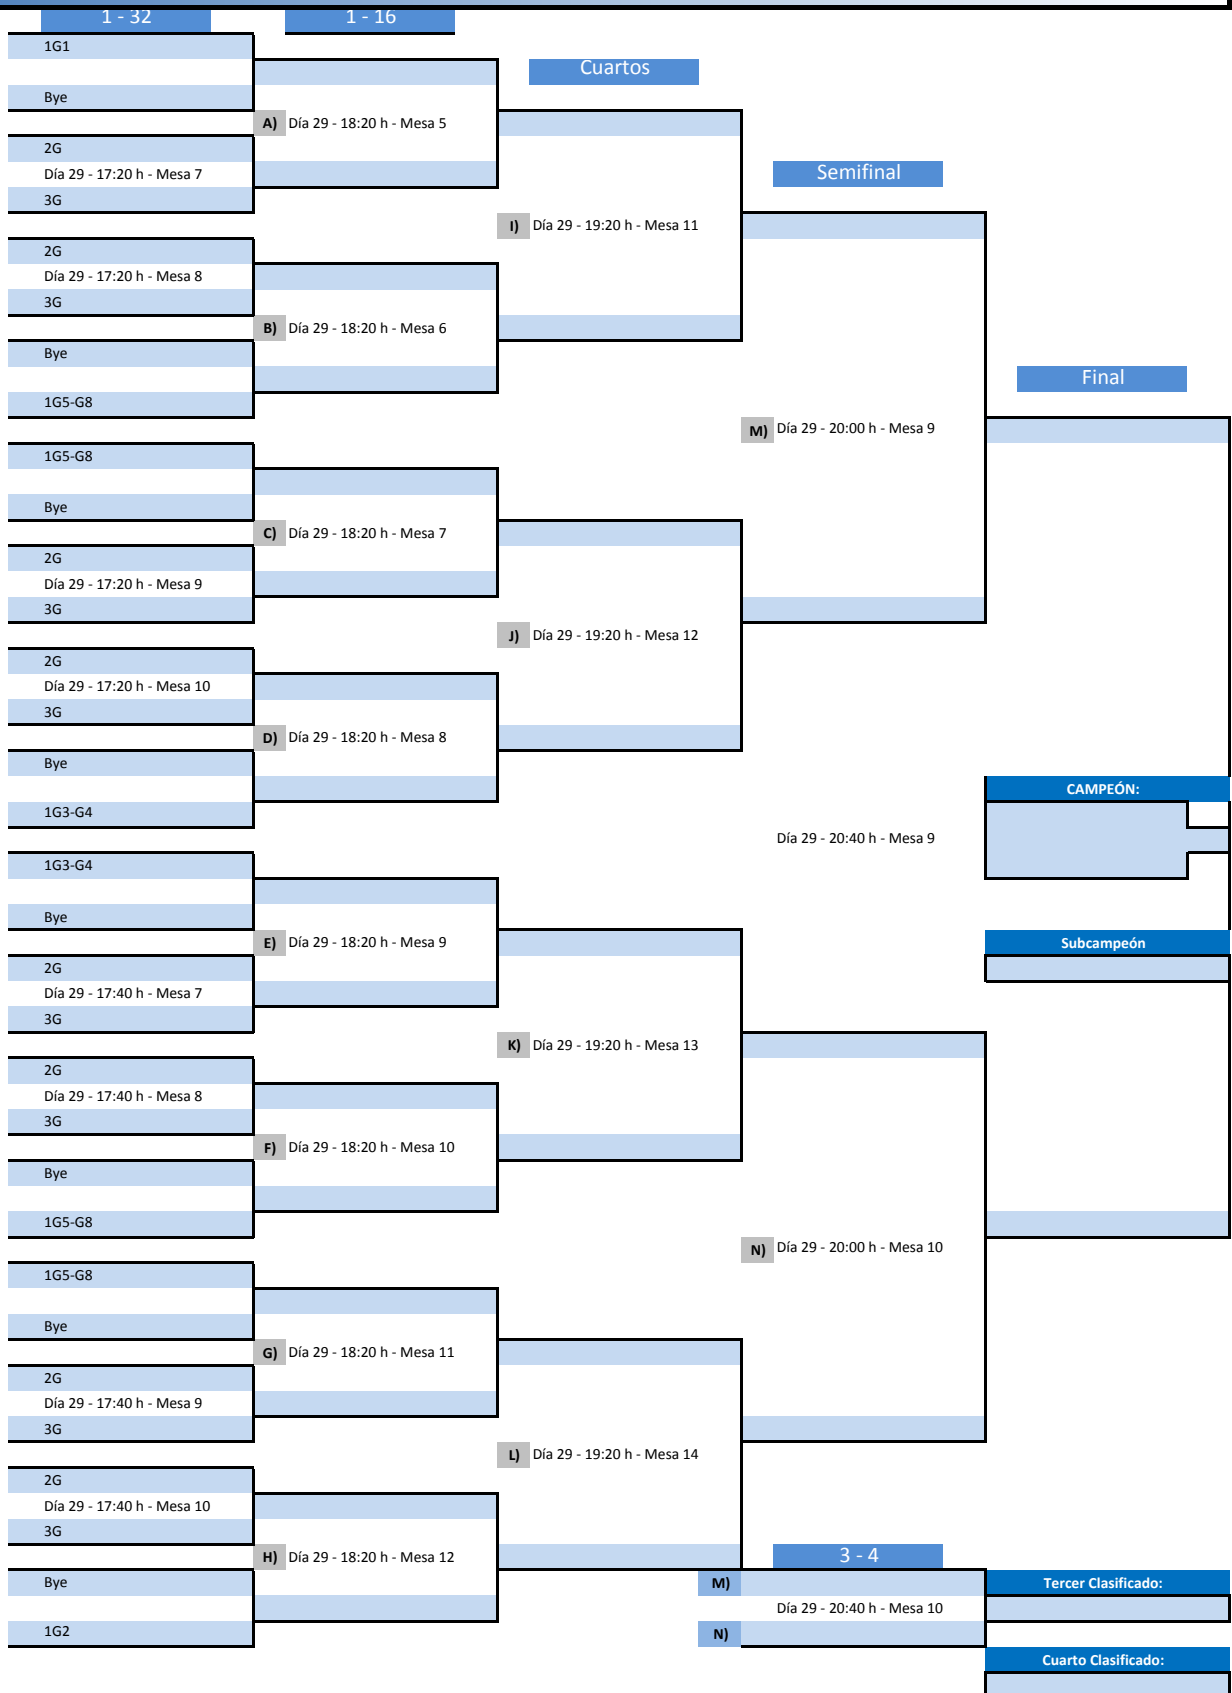 1 - 32
1 - 16
1G1
Cuartos
Bye
A) Día 29 - 18:20 h - Mesa 5
2G
Día 29 - 17:20 h - Mesa 7
Semifinal
3G
I) Día 29 - 19:20 h - Mesa 11
2G
Día 29 - 17:20 h - Mesa 8
3G
B) Día 29 - 18:20 h - Mesa 6
Bye
Final
1G5-G8
M) Día 29 - 20:00 h - Mesa 9
1G5-G8
Bye
C) Día 29 - 18:20 h - Mesa 7
2G
Día 29 - 17:20 h - Mesa 9
3G
J) Día 29 - 19:20 h - Mesa 12
2G
Día 29 - 17:20 h - Mesa 10
3G
D) Día 29 - 18:20 h - Mesa 8
Bye
CAMPEÓN:
1G3-G4
Día 29 - 20:40 h - Mesa 9
1G3-G4
Bye
E) Día 29 - 18:20 h - Mesa 9
Subcampeón
2G
Día 29 - 17:40 h - Mesa 7
3G
K) Día 29 - 19:20 h - Mesa 13
2G
Día 29 - 17:40 h - Mesa 8
3G
F) Día 29 - 18:20 h - Mesa 10
Bye
1G5-G8
N) Día 29 - 20:00 h - Mesa 10
1G5-G8
Bye
G) Día 29 - 18:20 h - Mesa 11
2G
Día 29 - 17:40 h - Mesa 9
3G
L) Día 29 - 19:20 h - Mesa 14
2G
Día 29 - 17:40 h - Mesa 10
3G
H) Día 29 - 18:20 h - Mesa 12
3 - 4
Bye
M)
Tercer Clasificado:
Día 29 - 20:40 h - Mesa 10
1G2
N)
Cuarto Clasificado: